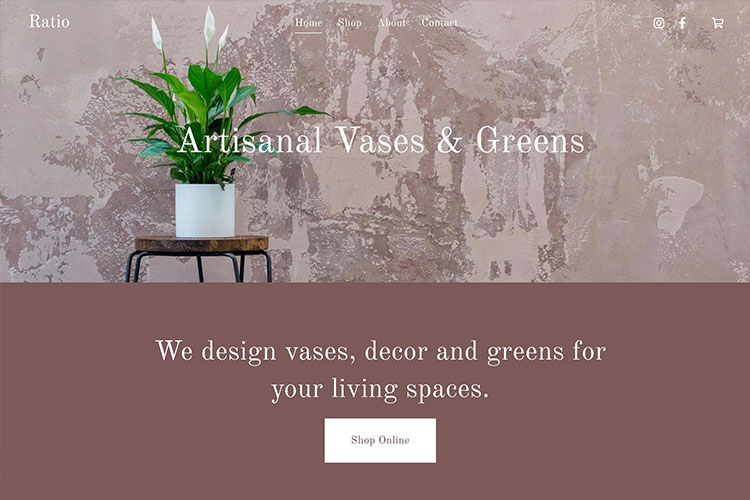 Ratio
Home Shop About Contact
Artisanal Vases & Greens
We design vases, decor and greens for
your living spaces.
Shop Online